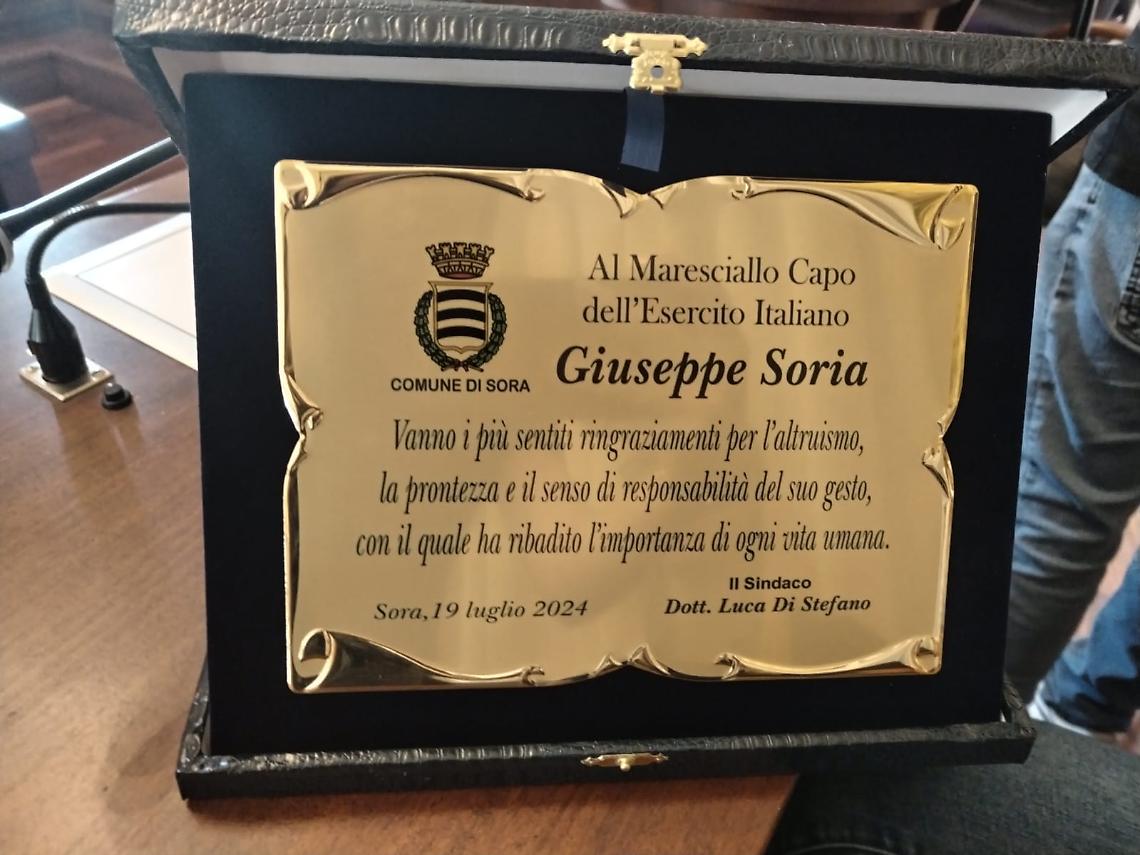 Al Maresciallo Capo
dell'Esercito Italiano
Giuseppe Soria
COMUNE DI SORA
Vanno i più sentiti ringraziamenti per l'altruismo,
la prontezza e il senso di responsabilità del suo gesto,
con il quale ha ribadito l'importanza di ogni vita umana.
Il Sindaco
Sora,19 luglio 2024
Dott. Luca Di Stefano